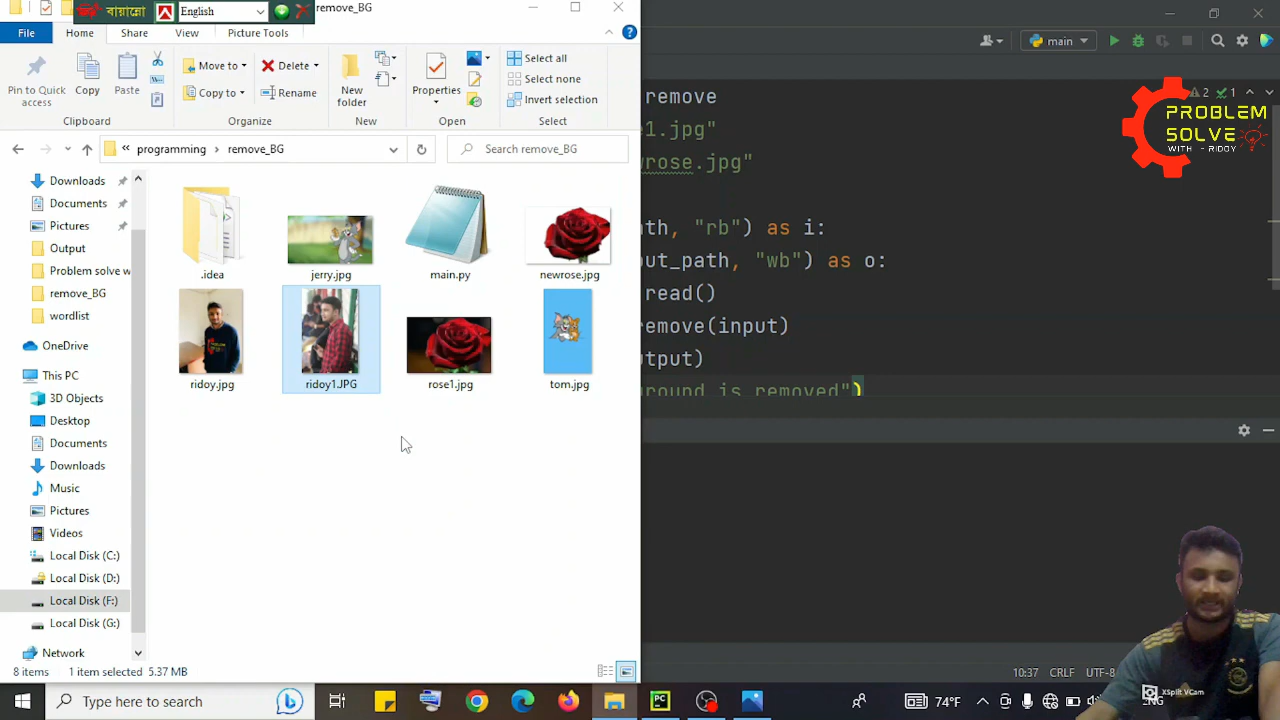 বায়ান্নো
English
remove_BG
File
Home
Share
View
Picture Tools
Pin to Quick access
Copy
Paste
Clipboard
Move to
Copy to
Delete
Rename
Organize
New folder
New
Properties
Open
Select all
Select none
Invert selection
Select
programming
remove_BG
Search remove_BG
Downloads
Documents
Pictures
Output
Problem solve w
remove_BG
wordlist
OneDrive
This PC
3D Objects
Desktop
Documents
Downloads
Music
Pictures
Videos
Local Disk (C:)
Local Disk (D:)
Local Disk (F:)
Local Disk (G:)
Network
.idea
jerry.jpg
main.py
newrose.jpg
ridoy.jpg
ridoy1.JPG
rose1.jpg
tom.jpg
8 items
1 item selected 5.37 MB
main
2
1
remove
1.jpg"
rose.jpg"
th, "rb") as i:
ut_path, "wb") as o:
read()
emove(input)
tput)
round is removed")
PROBLEM
SOLVE
WITH - RIDOY
10:37
CRLF
UTF-8
Type here to search
PC
74°F
ENG
XSplit VCam